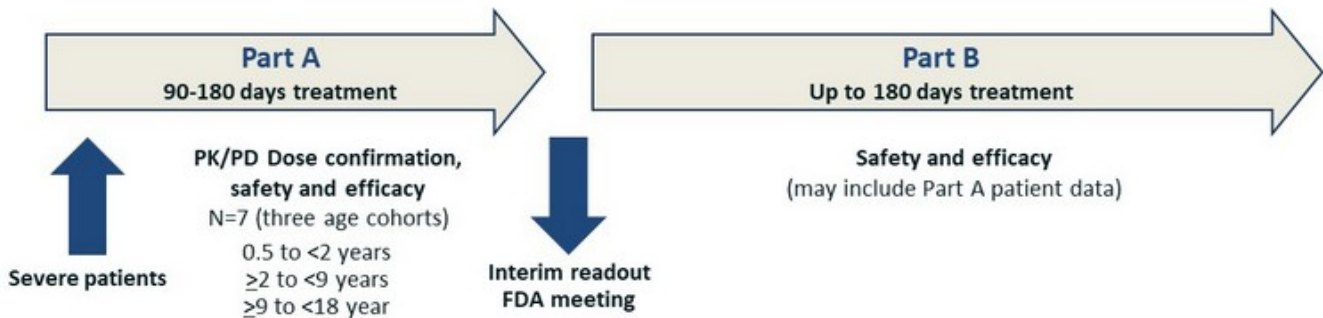 Part A
90-180 days treatment
Part B
Up to 180 days treatment
Severe patients
PK/PD Dose confirmation,
safety and efficacy
N=7 (three age cohorts)
0.5 to <2 years
≥2 to <9 years
≥9 to <18 year
Interim readout
FDA meeting
Safety and efficacy
(may include Part A patient data)